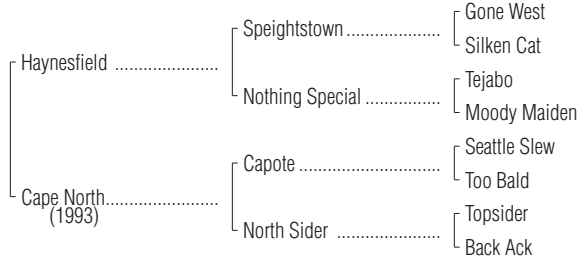 Gone West
Speightstown ....................
Silken Cat
Haynesfield ......................
Tejabo
Nothing Special ................
Moody Maiden
Seattle Slew
Capote ..............................
Too Bald
Cape North........................
(1993)
Topsider
North Sider ......................
Back Ack